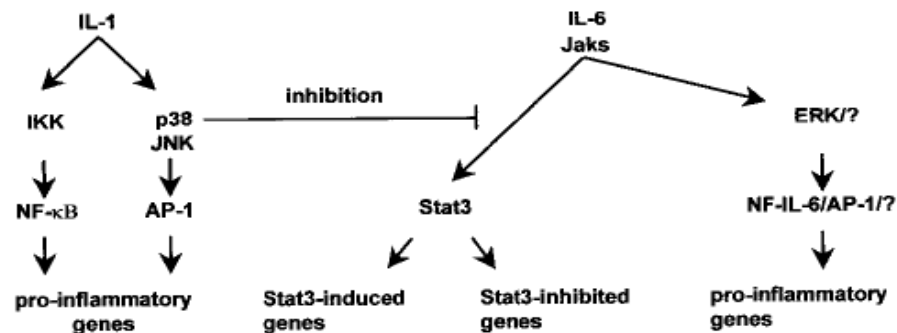 IL-1
IL-6
Jaks
inhibition
IKK
p38
JNK
ERK/?
NF-κB
AP-1
Stat3
NF-IL-6/AP-1/?
pro-inflammatory
genes
Stat3-induced
genes
Stat3-inhibited
genes
pro-inflammatory
genes